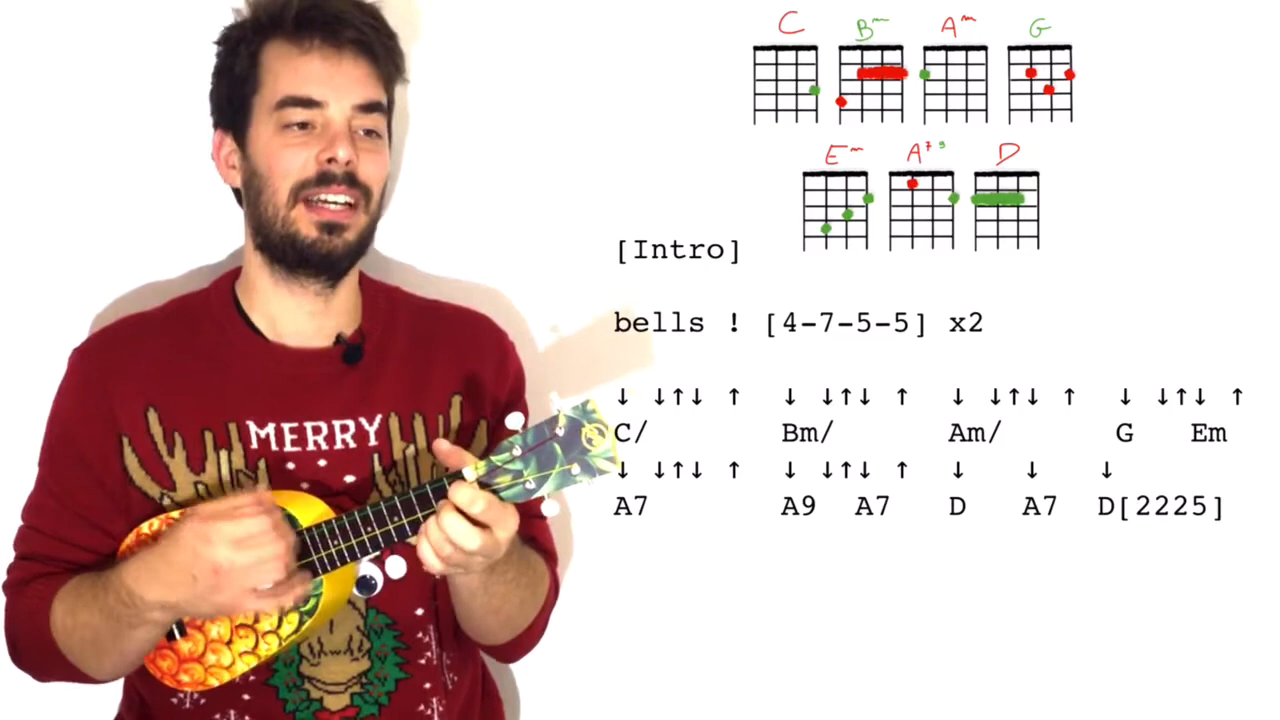 C Bm Am G
Em A7 9 D
[Intro]
bells ! [4-7-5-5] x2
↓ ↓↑↓ ↑ ↓ ↓↑↓ ↑ ↓ ↓↑↓ ↑ ↓ ↓↑↓ ↑
C/ Bm/ Am/ G Em
↓ ↓↑↓ ↑ ↓ ↓↑↓ ↑ ↓ ↓ ↓
A7 A9 A7 D A7 D[2225]
MERRY